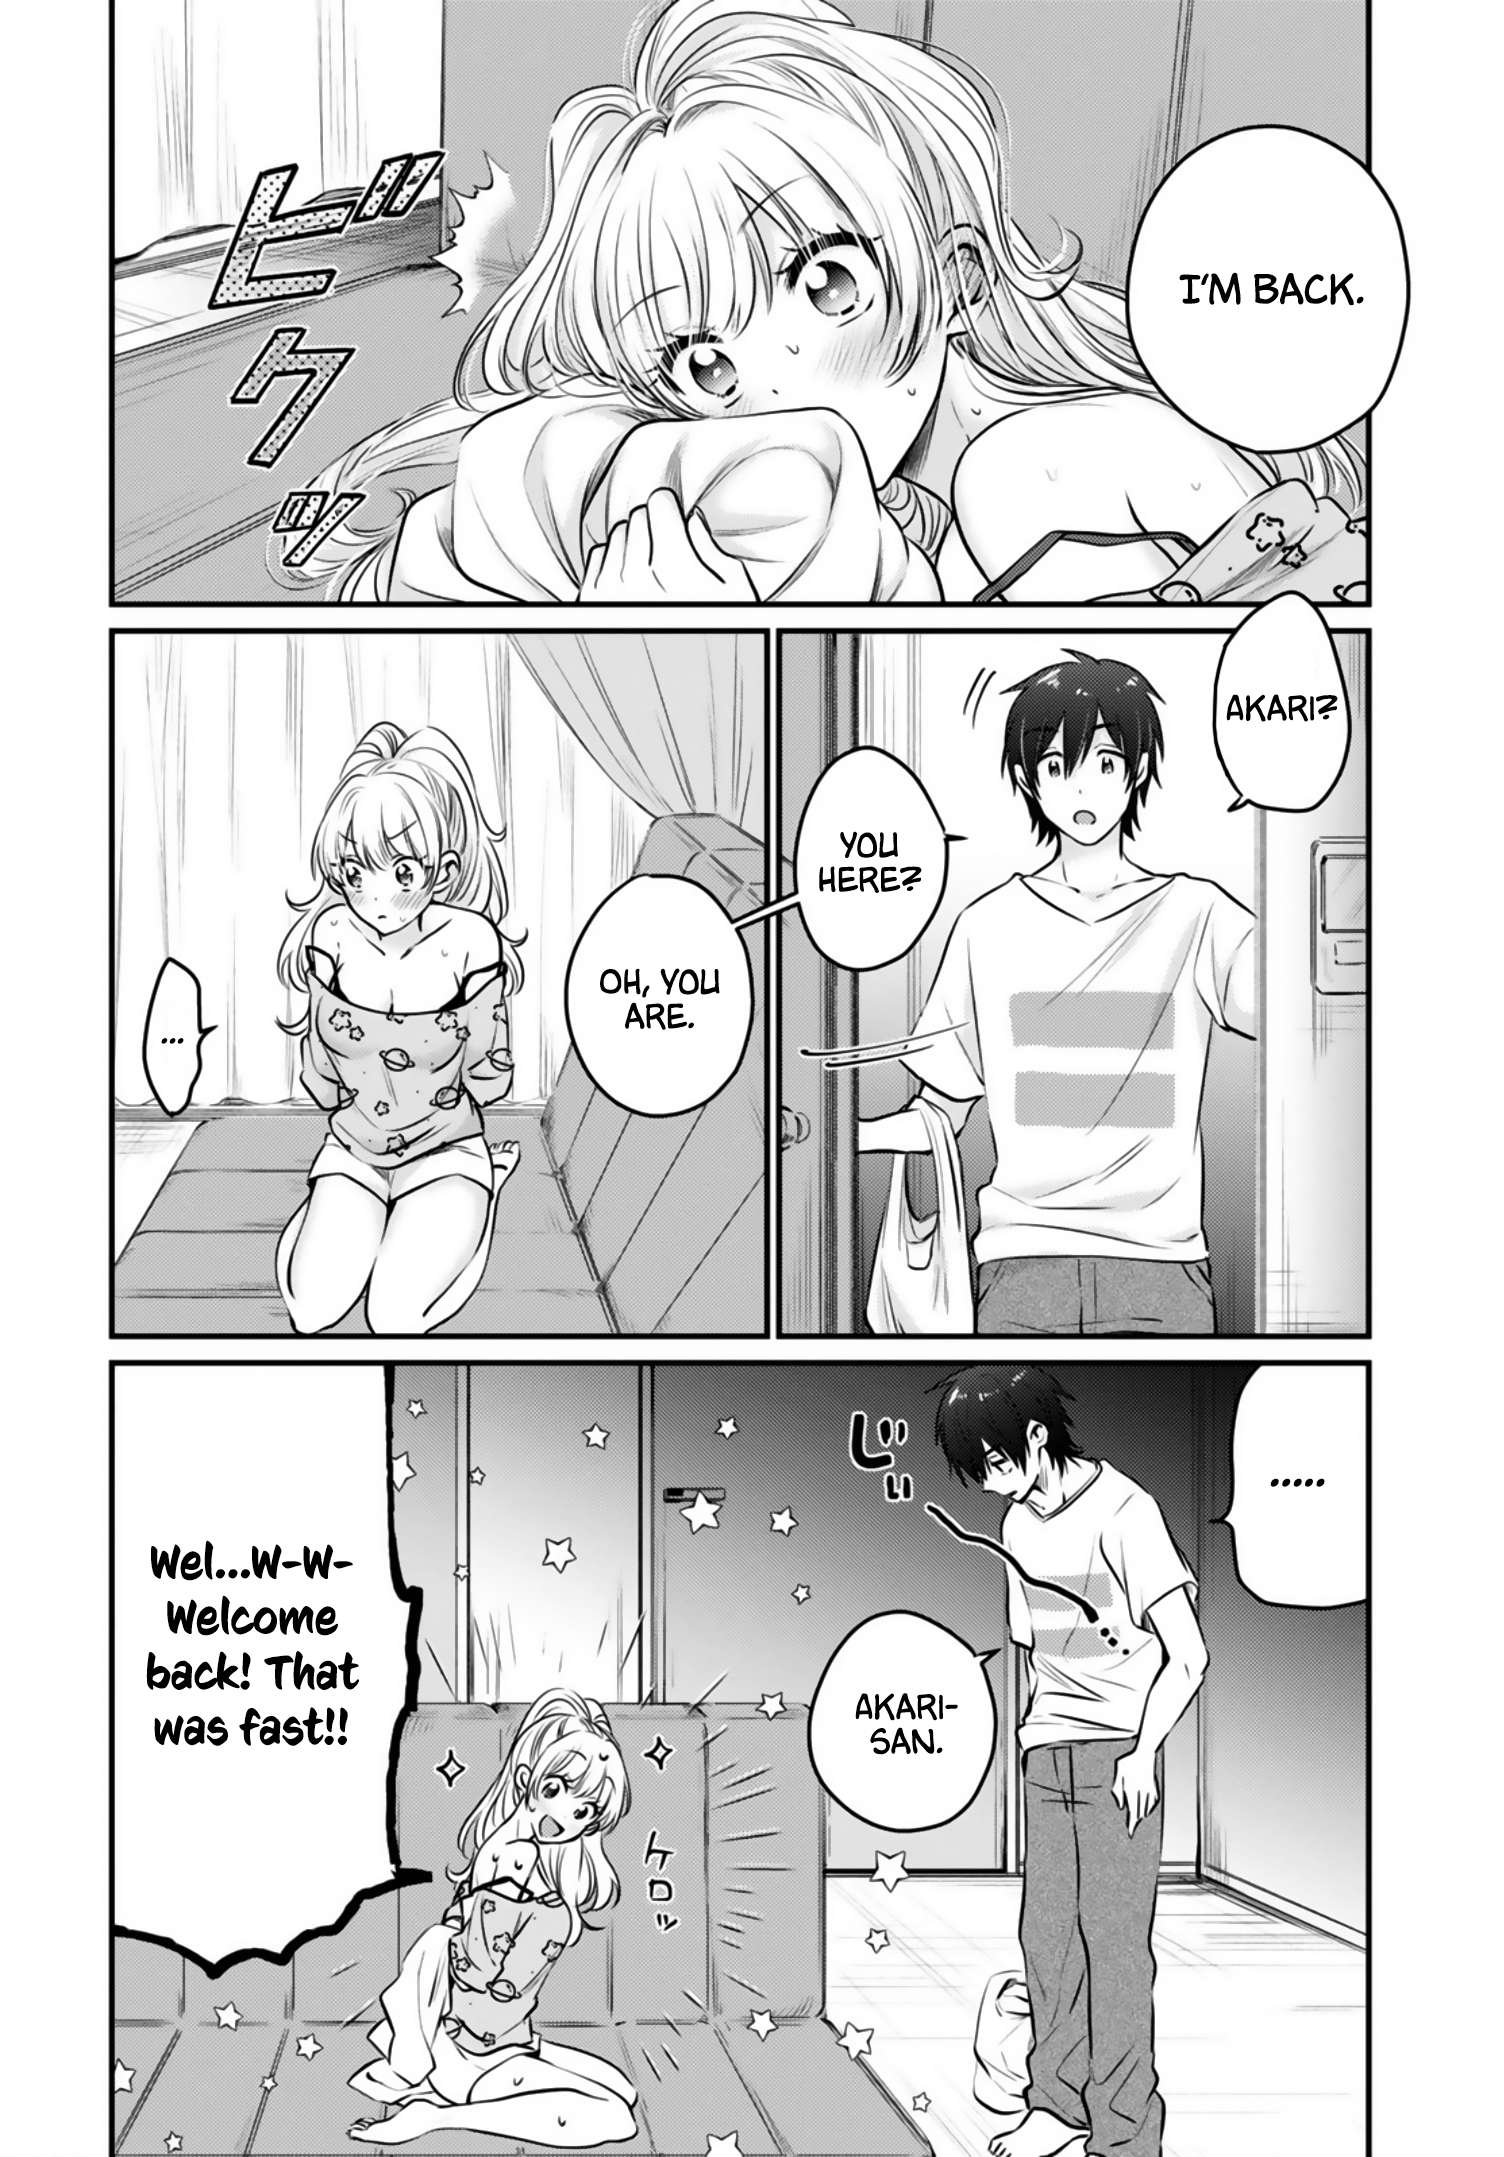 I'M BACK.
ビクッ
AKARI?
YOU
HERE?
OH, YOU
ARE.
...
.....
じぃ
AKARI-
SAN.
Wel...W-W-
Welcome
back! That
was fast!!
ケロッ